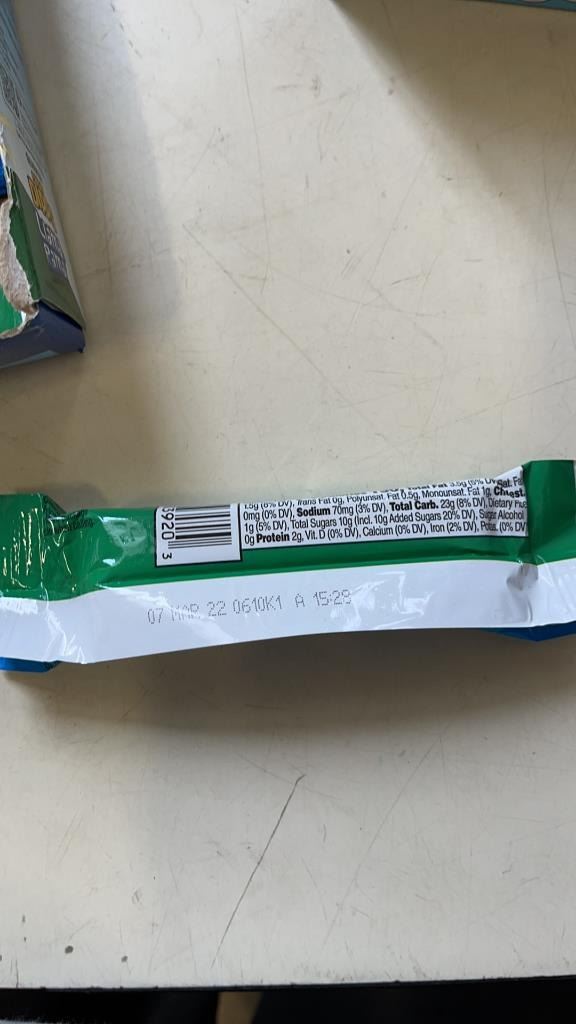 1.5g (8% DV), Trans Fat 0g, Polyunsat. Fat 0.5g, Monounsat. Fat 1g, Cholest.
0mg (0% DV), Sodium 70mg (3% DV), Total Carb. 23g (8% DV), Dietary
1g (5% DV), Total Sugars 10g (Incl. 10g Added Sugars 20% DV), Sugar Alcohol
0g Protein 2g, Vit. D (0% DV), Calcium (0% DV), Iron (2% DV), Potas. (0% DV)
3920 3
07 MAR 22 0610K1 A 15:29